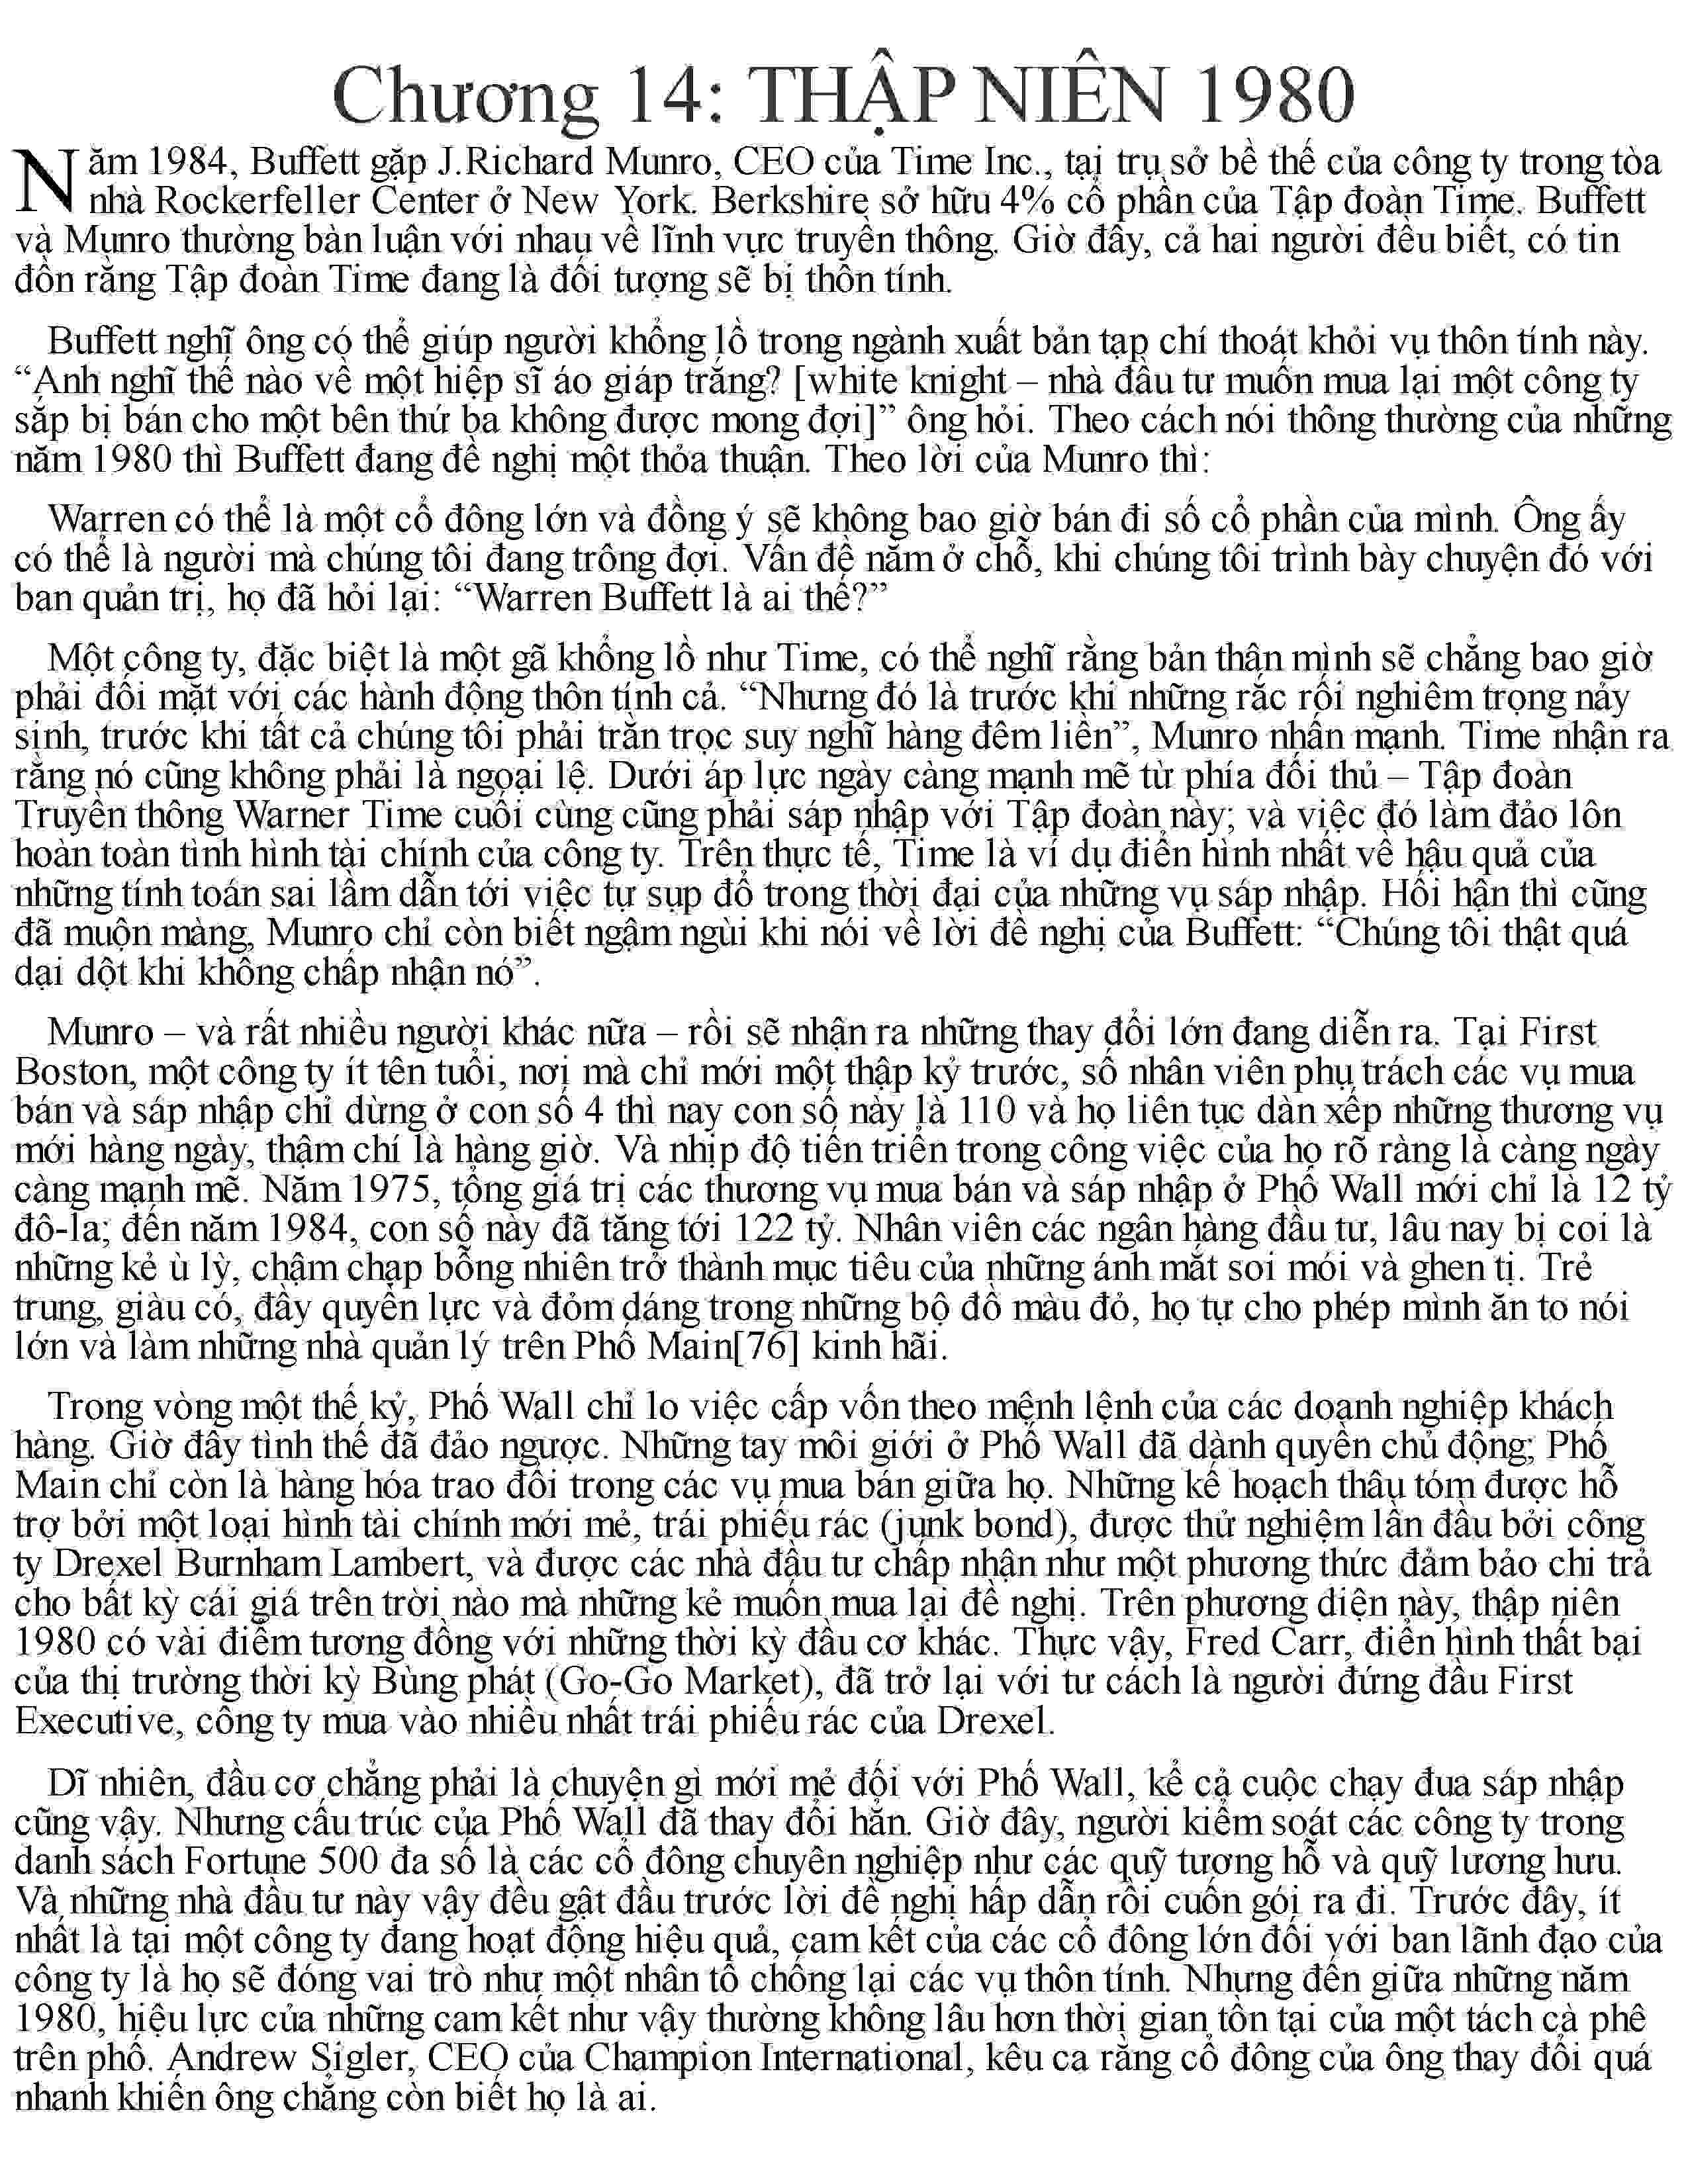 Chương 14: THẬP NIÊN 1980
Năm 1984, Buffett gặp J.Richard Munro, CEO của Time Inc., tại trụ sở bề thế của công ty trong tòa
nhà Rockerfeller Center ở New York. Berkshire sở hữu 4% cổ phần của Tập đoàn Time. Buffett
và Munro thường bàn luận với nhau về lĩnh vực truyền thông. Giờ đây, cả hai người đều biết, có tin
đồn rằng Tập đoàn Time đang là đối tượng sẽ bị thôn tính.
Buffett nghĩ ông có thể giúp người khổng lồ trong ngành xuất bản tạp chí thoát khỏi vụ thôn tính này.
“Anh nghĩ thế nào về một hiệp sĩ áo giáp trắng? [white knight – nhà đầu tư muốn mua lại một công ty
sắp bị bán cho một bên thứ ba không được mong đợi]” ông hỏi. Theo cách nói thông thường của những
năm 1980 thì Buffett đang đề nghị một thỏa thuận. Theo lời của Munro thì:
Warren có thể là một cổ đông lớn và đồng ý sẽ không bao giờ bán đi số cổ phần của mình. Ông ấy
có thể là người mà chúng tôi đang trông đợi. Vấn đề nằm ở chỗ, khi chúng tôi trình bày chuyện đó với
ban quản trị, họ đã hỏi lại: “Warren Buffett là ai thế?”
Một công ty, đặc biệt là một gã khổng lồ như Time, có thể nghĩ rằng bản thân mình sẽ chẳng bao giờ
phải đối mặt với các hành động thôn tính cả. “Nhưng đó là trước khi những rắc rối nghiêm trọng nảy
sinh, trước khi tất cả chúng tôi phải trằn trọc suy nghĩ hàng đêm liền”, Munro nhấn mạnh. Time nhận ra
rằng nó cũng không phải là ngoại lệ. Dưới áp lực ngày càng mạnh mẽ từ phía đối thủ – Tập đoàn
Truyền thông Warner Time cuối cùng cũng phải sáp nhập với Tập đoàn này; và việc đó làm đảo lôn
hoàn toàn tình hình tài chính của công ty. Trên thực tế, Time là ví dụ điển hình nhất về hậu quả của
những tính toán sai lầm dẫn tới việc tự sụp đổ trong thời đại của những vụ sáp nhập. Hối hận thì cũng
đã muộn màng, Munro chỉ còn biết ngậm ngùi khi nói về lời đề nghị của Buffett: “Chúng tôi thật quá
dại dột khi không chấp nhận nó”.
Munro – và rất nhiều người khác nữa – rồi sẽ nhận ra những thay đổi lớn đang diễn ra. Tại First
Boston, một công ty ít tên tuổi, nơi mà chỉ mới một thập kỷ trước, số nhân viên phụ trách các vụ mua
bán và sáp nhập chỉ dừng ở con số 4 thì nay con số này là 110 và họ liên tục dàn xếp những thương vụ
mới hàng ngày, thậm chí là hàng giờ. Và nhịp độ tiến triển trong công việc của họ rõ ràng là càng ngày
càng mạnh mẽ. Năm 1975, tổng giá trị các thương vụ mua bán và sáp nhập ở Phố Wall mới chỉ là 12 tỷ
đô-la; đến năm 1984, con số này đã tăng tới 122 tỷ. Nhân viên các ngân hàng đầu tư, lâu nay bị coi là
những kẻ ù lỳ, chậm chạp bỗng nhiên trở thành mục tiêu của những ánh mắt soi mói và ghen tị. Trẻ
trung, giàu có, đầy quyền lực và đỏm dáng trong những bộ đồ màu đỏ, họ tự cho phép mình ăn to nói
lớn và làm những nhà quản lý trên Phố Main[76] kinh hãi.
Trong vòng một thế kỷ, Phố Wall chỉ lo việc cấp vốn theo mệnh lệnh của các doanh nghiệp khách
hàng. Giờ đây tình thế đã đảo ngược. Những tay môi giới ở Phố Wall đã dành quyền chủ động; Phố
Main chỉ còn là hàng hóa trao đổi trong các vụ mua bán giữa họ. Những kế hoạch thâu tóm được hỗ
trợ bởi một loại hình tài chính mới mẻ, trái phiếu rác (junk bond), được thử nghiệm lần đầu bởi công
ty Drexel Burnham Lambert, và được các nhà đầu tư chấp nhận như một phương thức đảm bảo chi trả
cho bất kỳ cái giá trên trời nào mà những kẻ muốn mua lại đề nghị. Trên phương diện này, thập niên
1980 có vài điểm tương đồng với những thời kỳ đầu cơ khác. Thực vậy, Fred Carr, điển hình thất bại
của thị trường thời kỳ Bùng phát (Go-Go Market), đã trở lại với tư cách là người đứng đầu First
Executive, công ty mua vào nhiều nhất trái phiếu rác của Drexel.
Dĩ nhiên, đầu cơ chẳng phải là chuyện gì mới mẻ đối với Phố Wall, kể cả cuộc chạy đua sáp nhập
cũng vậy. Nhưng cấu trúc của Phố Wall đã thay đổi hẳn. Giờ đây, người kiểm soát các công ty trong
danh sách Fortune 500 đa số là các cổ đông chuyên nghiệp như các quỹ tương hỗ và quỹ lương hưu.
Và những nhà đầu tư này vậy đều gật đầu trước lời đề nghị hấp dẫn rồi cuốn gói ra đi. Trước đây, ít
nhất là tại một công ty đang hoạt động hiệu quả, cam kết của các cổ đông lớn đối với ban lãnh đạo của
công ty là họ sẽ đóng vai trò như một nhân tố chống lại các vụ thôn tính. Nhưng đến giữa những năm
1980, hiệu lực của những cam kết như vậy thường không lâu hơn thời gian tồn tại của một tách cà phê
trên phố. Andrew Sigler, CEO của Champion International, kêu ca rằng cổ đông của ông thay đổi quá
nhanh khiến ông chẳng còn biết họ là ai.